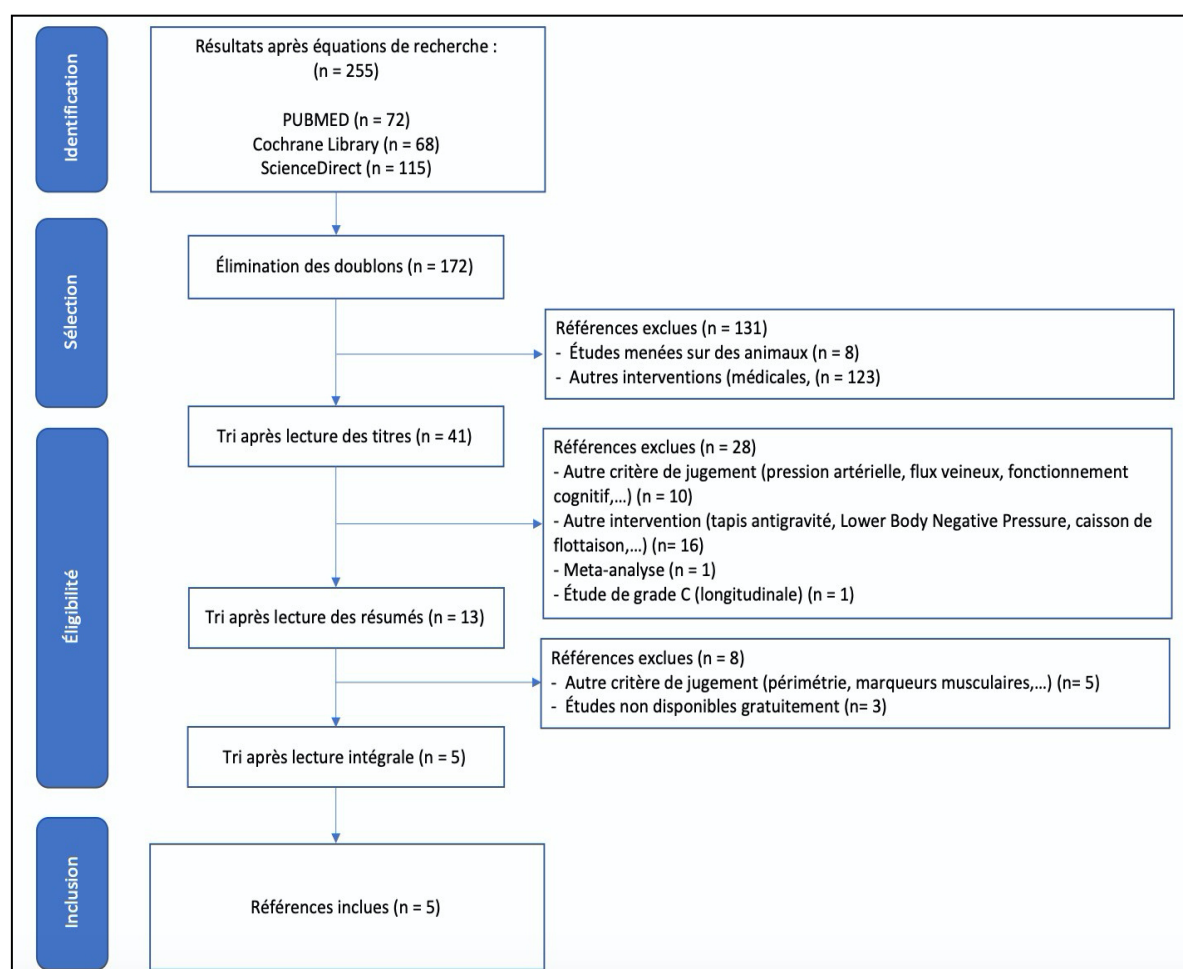 Identification
Résultats après équations de recherche :
(n = 255)
PUBMED (n = 72)
Cochrane Library (n = 68)
ScienceDirect (n = 115)
Sélection
Élimination des doublons (n = 172)
Références exclues (n = 131)
- Études menées sur des animaux (n = 8)
- Autres interventions (médicales, (n = 123)
Éligibilité
Tri après lecture des titres (n = 41)
Références exclues (n = 28)
- Autre critère de jugement (pression artérielle, flux veineux, fonctionnement
cognitif,...) (n = 10)
- Autre intervention (tapis antigravité, Lower Body Negative Pressure, caisson de
flottaison,...) (n= 16)
- Meta-analyse (n = 1)
- Étude de grade C (longitudinale) (n = 1)
Tri après lecture des résumés (n = 13)
Références exclues (n = 8)
- Autre critère de jugement (périmétrie, marqueurs musculaires,...) (n= 5)
- Études non disponibles gratuitement (n= 3)
Tri après lecture intégrale (n = 5)
Inclusion
Références inclues (n = 5)